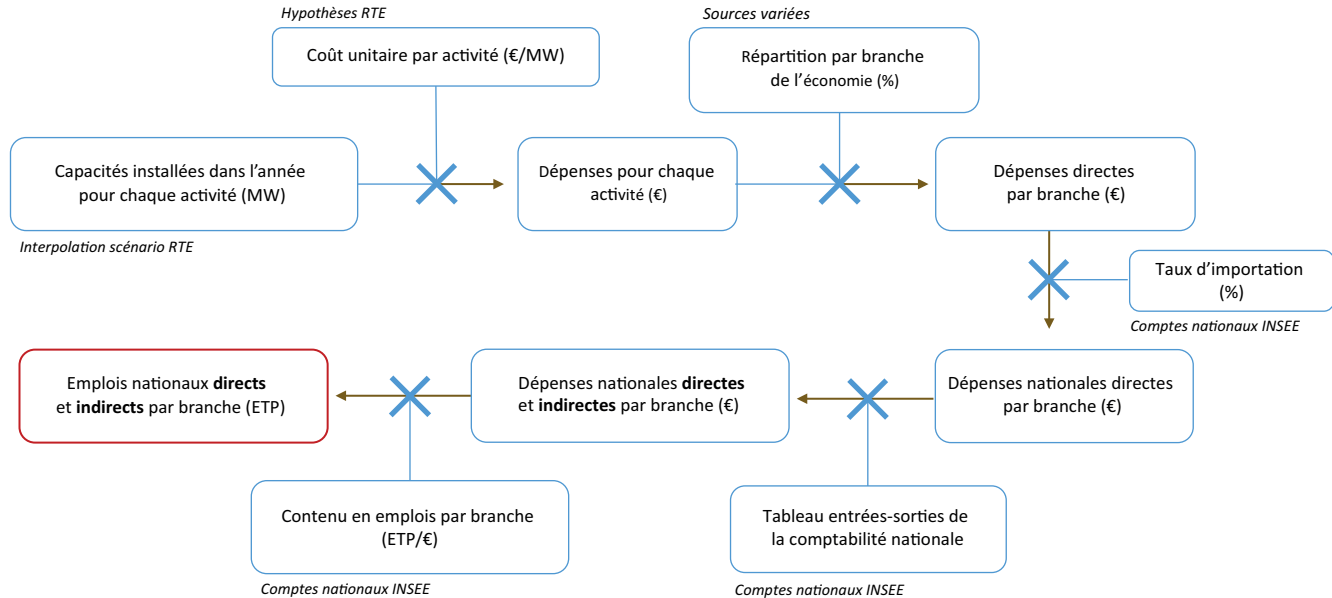 Hypothèses RTE
Coût unitaire par activité (€/MW)
Sources variées
Répartition par branche
de l'économie (%)
Capacités installées dans l'année
pour chaque activité (MW)
Interpolation scénario RTE
Dépenses pour chaque
activité (€)
Dépenses directes
par branche (€)
Taux d'importation
(%)
Comptes nationaux INSEE
Dépenses nationales directes
par branche (€)
Tableau entrées-sorties de
la comptabilité nationale
Comptes nationaux INSEE
Dépenses nationales directes
et indirectes par branche (€)
Contenu en emplois par branche
(ETP/€)
Comptes nationaux INSEE
Emplois nationaux directs
et indirects par branche (ETP)